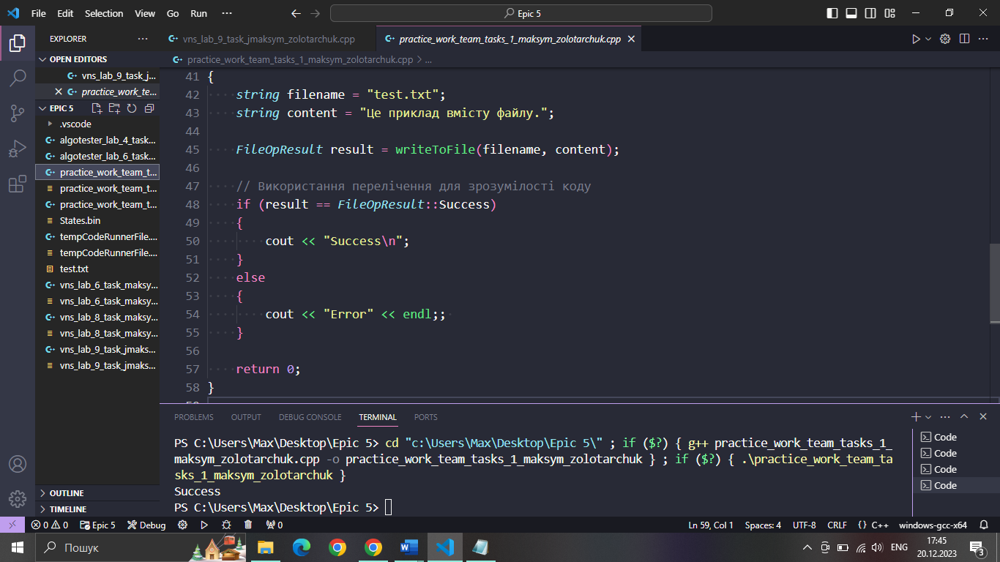 File Edit Selection View Go Run ··· Epic 5
EXPLORER ···
vns_lab_9_task_jmaksym_zolotarchuk.cpp
practice_work_team_tasks_1_maksym_zolotarchuk.cpp
OPEN EDITORS
vns_lab_9_task_j...
practice_work_te...
EPIC 5
.vscode
algotester_lab_4_task...
algotester_lab_6_task...
practice_work_team_t...
practice_work_team_t...
practice_work_team_t...
States.bin
tempCodeRunnerFile....
tempCodeRunnerFile....
test.txt
vns_lab_6_task_maksy...
vns_lab_6_task_maksy...
vns_lab_8_task_maksy...
vns_lab_8_task_maksy...
vns_lab_9_task_jmaks...
vns_lab_9_task_jmaks...
OUTLINE
TIMELINE
practice_work_team_tasks_1_maksym_zolotarchuk.cpp > ...
41 {
42 string filename = "test.txt";
43 string content = "Це приклад вмісту файлу.";
44
45 FileOpResult result = writeToFile(filename, content);
46
47 // Використання перелічення для зрозумілості коду
48 if (result == FileOpResult::Success)
49 {
50 cout << "Success\n";
51 }
52 else
53 {
54 cout << "Error" << endl;;
55 }
56
57 return 0;
58 }
PROBLEMS OUTPUT DEBUG CONSOLE TERMINAL PORTS
PS C:\Users\Max\Desktop\Epic 5> cd "c:\Users\Max\Desktop\Epic 5\" ; if ($?) { g++ practice_work_team_tasks_1_
maksym_zolotarchuk.cpp -o practice_work_team_tasks_1_maksym_zolotarchuk } ; if ($?) { .\practice_work_team_ta
sks_1_maksym_zolotarchuk }
Success
PS C:\Users\Max\Desktop\Epic 5>
Code
Code
Code
Code
0 0 Epic 5 Debug 0 Ln 59, Col 1 Spaces: 4 UTF-8 CRLF {} C++ windows-gcc-x64
Пошук
ENG
17:45
20.12.2023
3